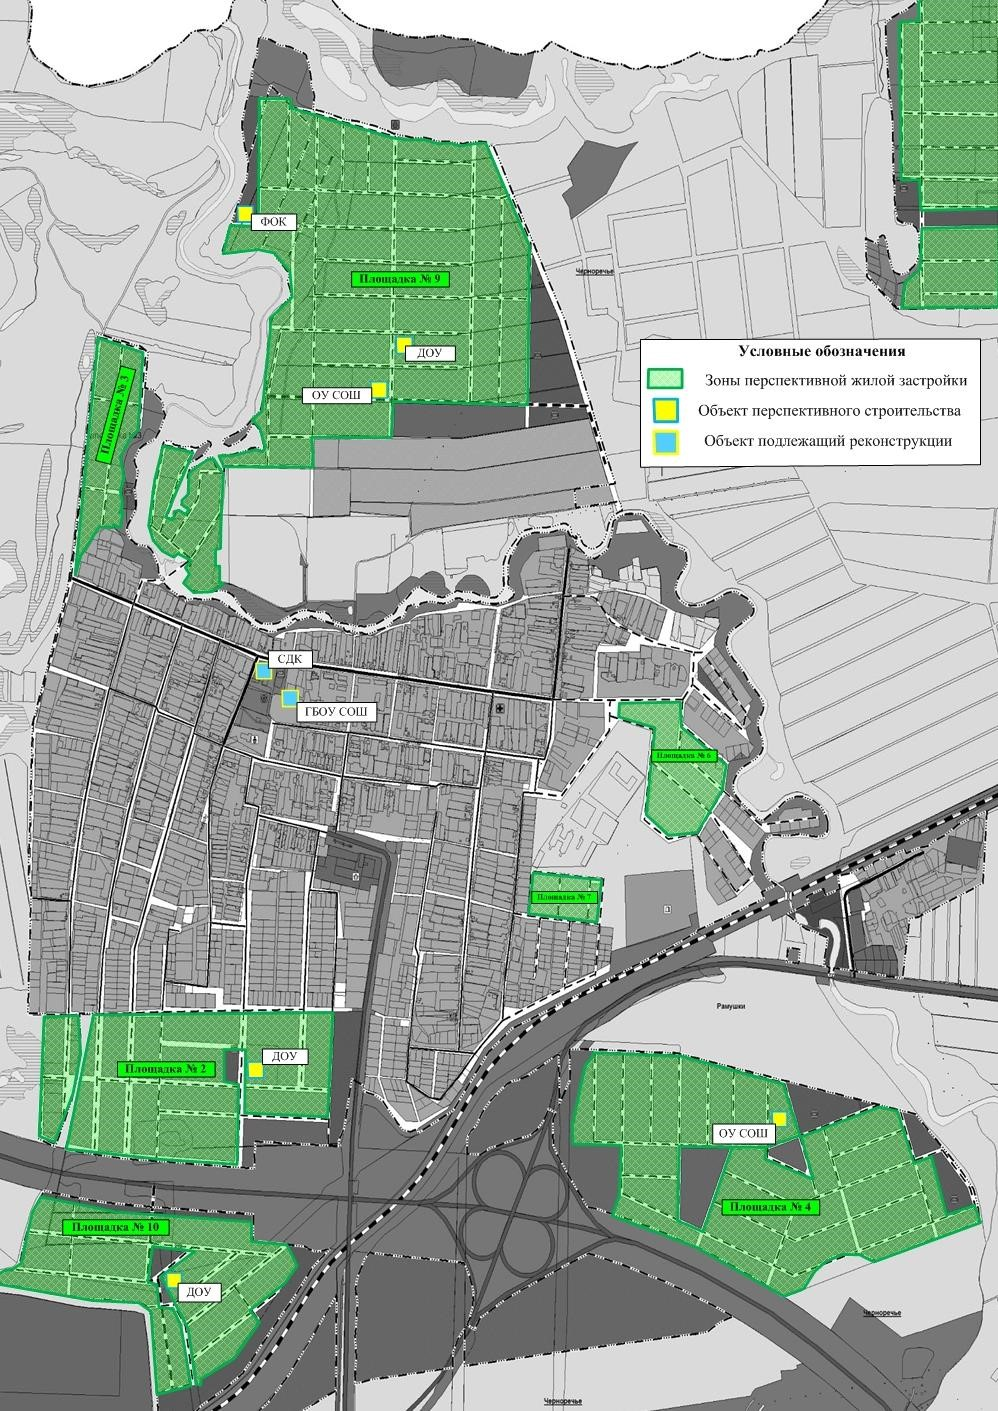 ФОК
Площадка № 9
Черноречье
Условные обозначения
Зоны перспективной жилой застройки
Объект перспективного строительства
Объект подлежащий реконструкции
ДОУ
ОУ СОШ
Площадка № 3
СДК
ГБОУ СОШ
Площадка № 6
Площадка № 7
Рамушки
ДОУ
Площадка № 2
ОУ СОШ
Площадка № 4
Площадка № 10
ДОУ
Черноречье
Черноречье